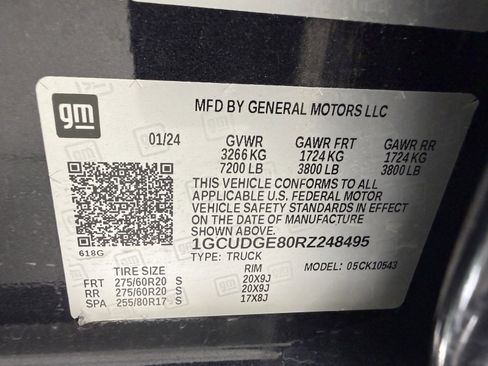 gm
MFD BY GENERAL MOTORS LLC
01/24 GVWR GAWR FRT GAWR RR
3266 KG 1724 KG 1724 KG
7200 LB 3800 LB 3800 LB
THIS VEHICLE CONFORMS TO ALL
APPLICABLE U.S. FEDERAL MOTOR
VEHICLE SAFETY STANDARDS IN EFFECT
ON THE DATE OF MANUFACTURE
SHOWN ABOVE.
1GCUDGE80RZ248495
618G TYPE: TRUCK MODEL: 05CK10543
TIRE SIZE RIM
FRT 275/60R20 S 20X9J
RR 275/60R20 S 20X9J
SPA 255/80R17 S 17X8J